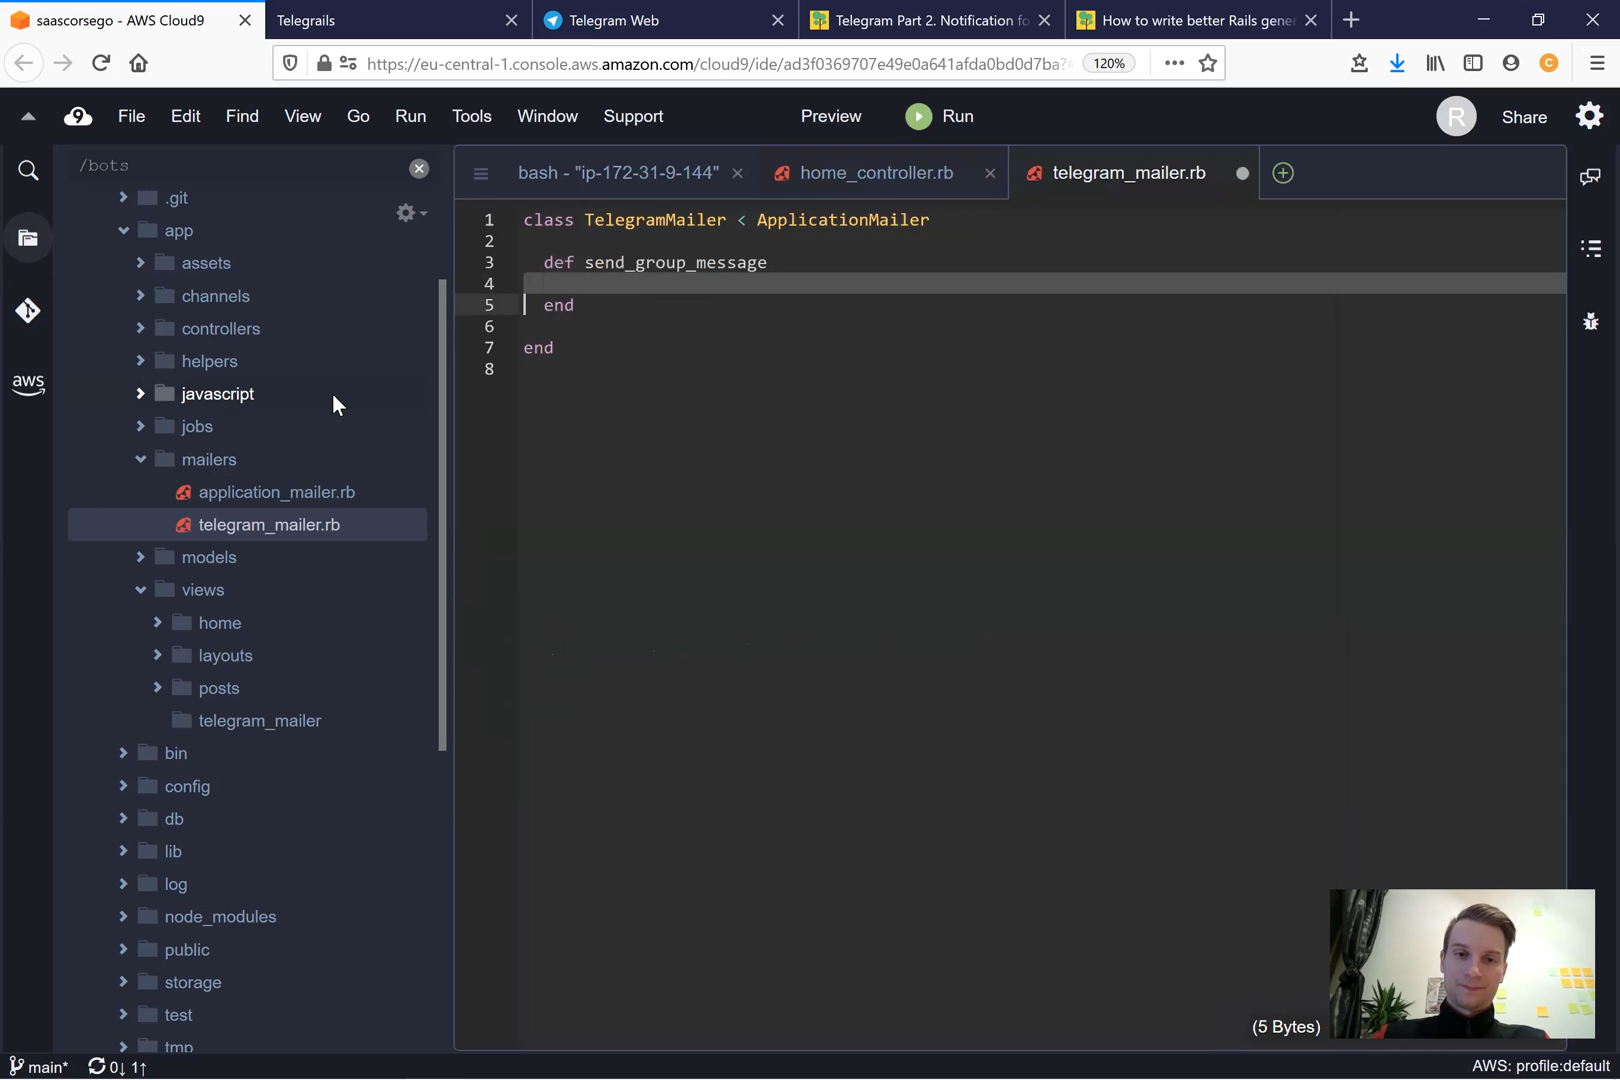 saascorsego - AWS Cloud9
Telegrails
Telegram Web
Telegram Part 2. Notification fo
How to write better Rails gener
https://eu-central-1.console.aws.amazon.com/cloud9/ide/ad3f0369707e49e0a641afda0bd0d7ba?
120%
C
9
File Edit Find View Go Run Tools Window Support
Preview
Run
R
Share
/bots
bash - "ip-172-31-9-144"
home_controller.rb
telegram_mailer.rb
.git
app
assets
channels
controllers
helpers
javascript
jobs
mailers
application_mailer.rb
telegram_mailer.rb
models
views
home
layouts
posts
telegram_mailer
bin
config
db
lib
log
node_modules
public
storage
test
tmp
aws
1 class TelegramMailer < ApplicationMailer
2
3 def send_group_message
4
5 end
6
7 end
8
(5 Bytes)
main*
0↓ 1↑
AWS: profile:default